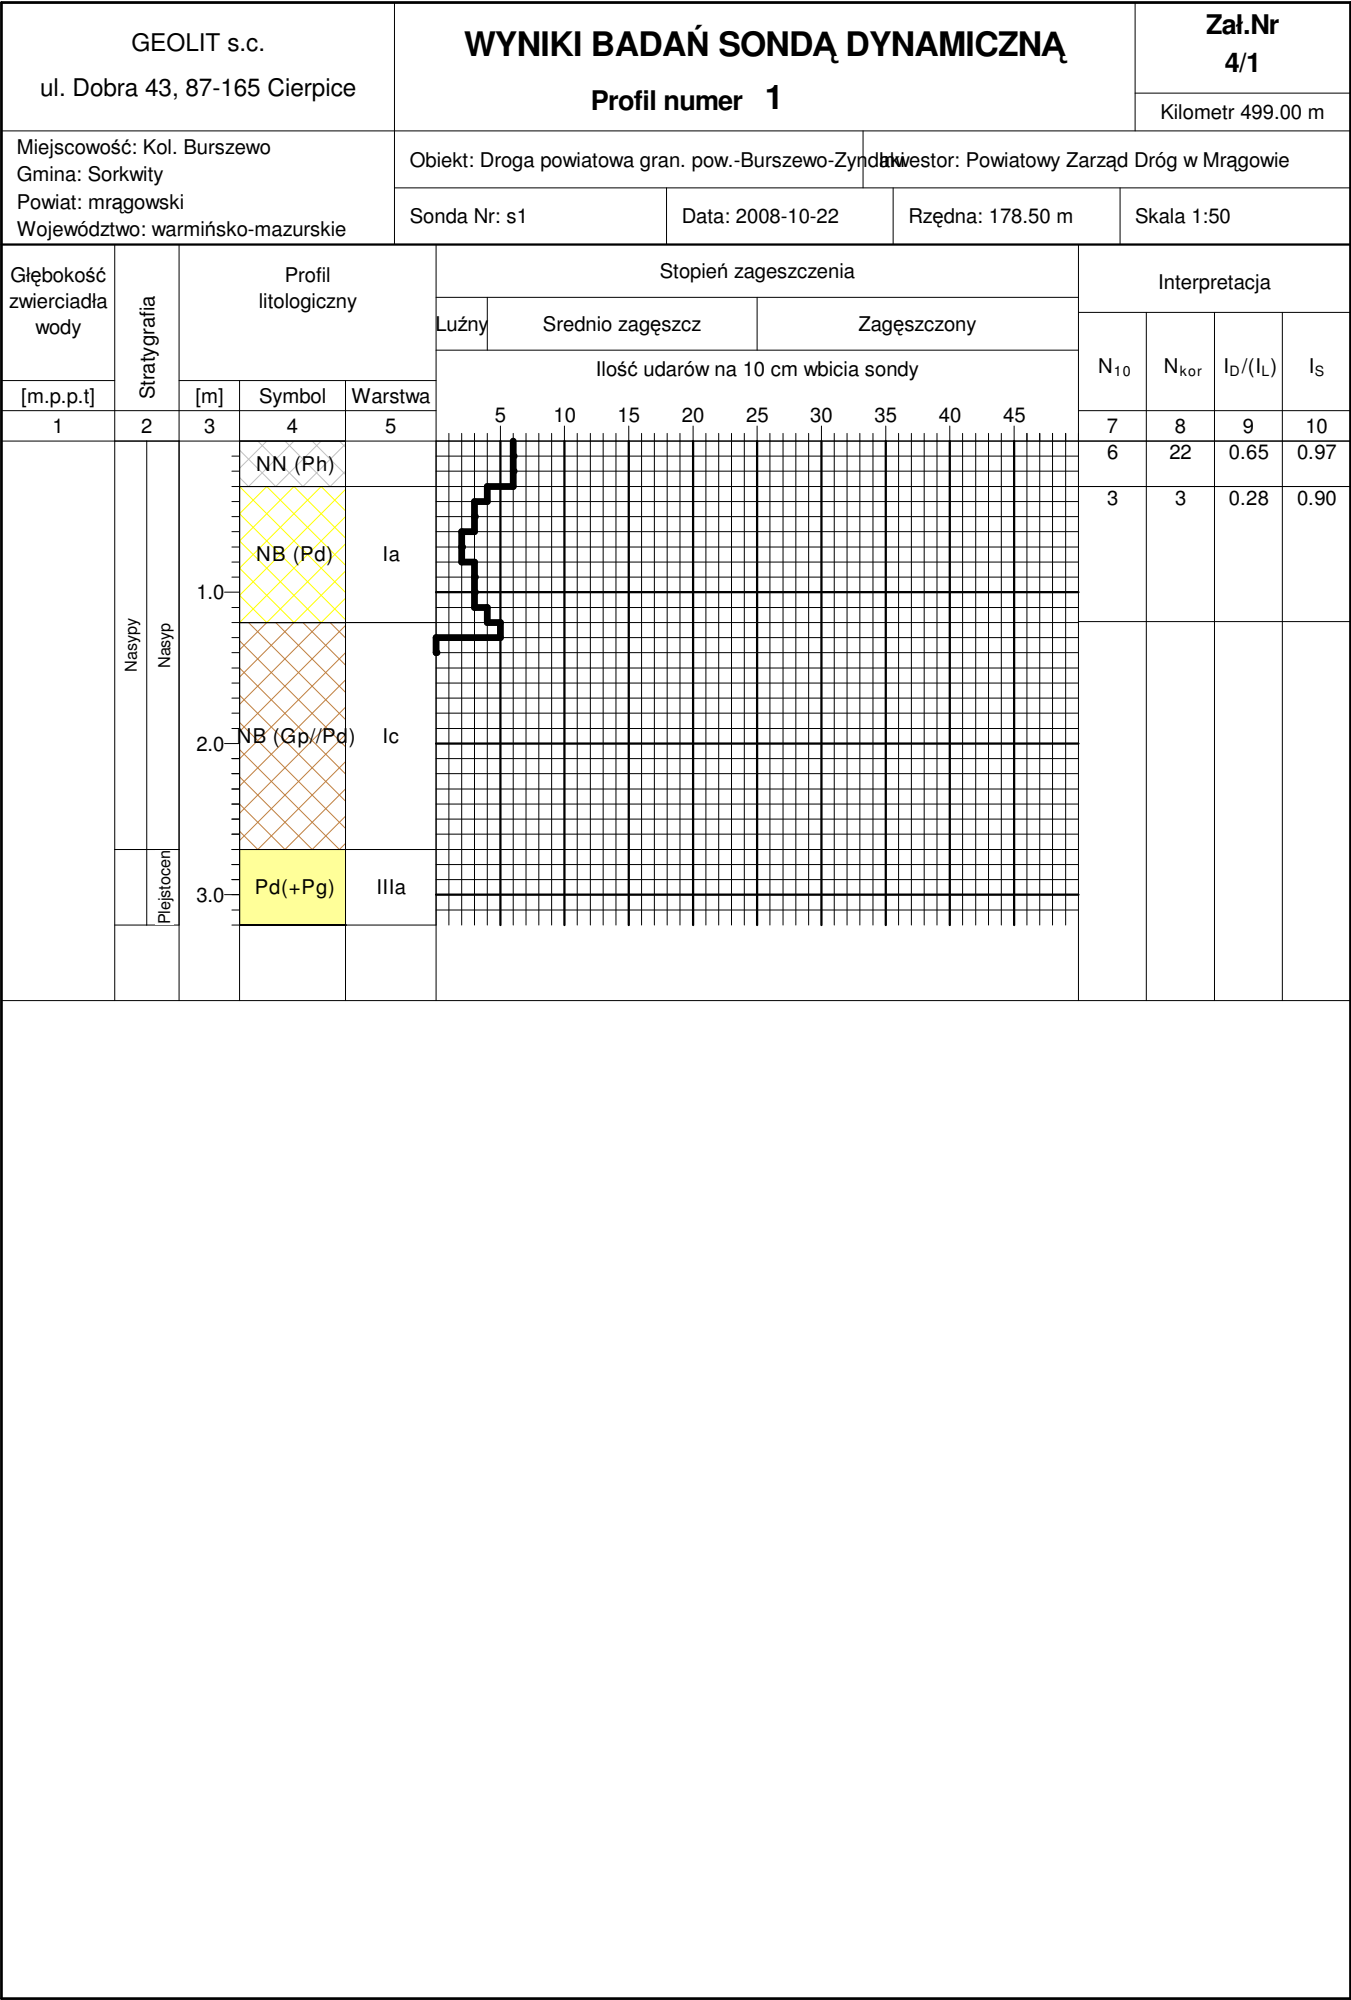 GEOLIT s.c.
ul. Dobra 43, 87-165 Cierpice
WYNIKI BADAŃ SONDĄ DYNAMICZNĄ
Profil numer 1
Zał.Nr
4/1
Kilometr 499.00 m
Miejscowość: Kol. Burszewo
Gmina: Sorkwity
Powiat: mrągowski
Województwo: warmińsko-mazurskie
Obiekt: Droga powiatowa gran. pow.-Burszewo-Zyndaki
Inwestor: Powiatowy Zarząd Dróg w Mrągowie
Sonda Nr: s1
Data: 2008-10-22
Rzędna: 178.50 m
Skala 1:50
Głębokość
zwierciadła
wody
[m.p.p.t]
Stratygrafia
Profil
litologiczny
[m]
Symbol
Warstwa
Stopień zageszczenia
Luźny
Srednio zagęszcz
Zagęszczony
Ilość udarów na 10 cm wbicia sondy
5 10 15 20 25 30 35 40 45
Interpretacja
N10
Nkor
ID/(IL)
IS
1 2 3 4 5 7 8 9 10
NN (Ph)
6 22 0.65 0.97
3 3 0.28 0.90
NB (Pd)
Ia
1.0
Nasypy
Nasyp
2.0
NB (Gp//Pd)
Ic
Plejstocen
3.0
Pd(+Pg)
IIIa